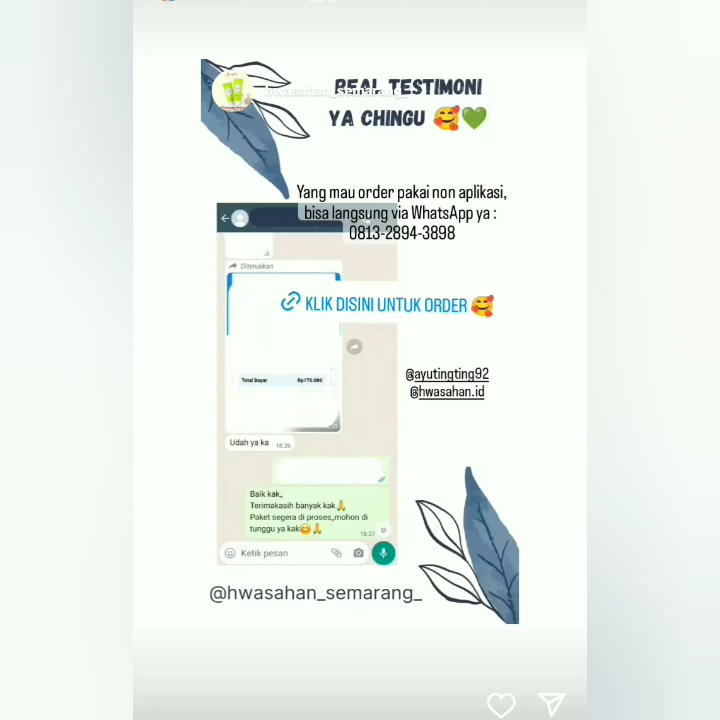 REAL TESTIMONI
hwasahan_semarang_
YA CHINGU 🥰💚
Yang mau order pakai non aplikasi,
bisa langsung via WhatsApp ya :
0813-2894-3898
Diteruskan
KLIK DISINI UNTUK ORDER 🥰
Total Bayar Rp170.000
@ayutingting92
@hwasahan.id
Udah ya ka 18.26
Baik kak,,
Terimakasih banyak kak🙏
Paket segera di proses,,mohon di
tunggu ya kak😊🙏 18.27
Ketik pesan
@hwasahan_semarang_